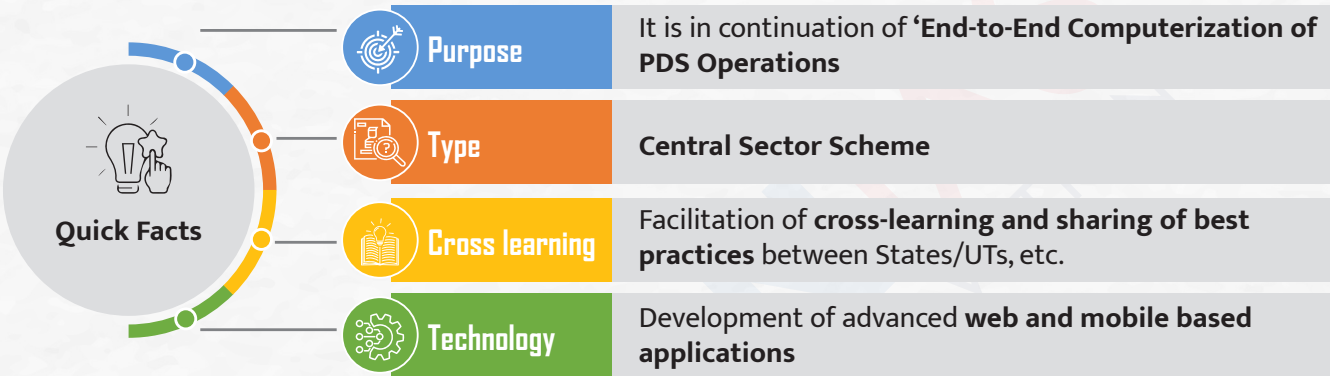 Quick Facts
Purpose
It is in continuation of ‘End-to-End Computerization of
PDS Operations
Type
Central Sector Scheme
Cross learning
Facilitation of cross-learning and sharing of best
practices between States/UTs, etc.
Technology
Development of advanced web and mobile based
applications